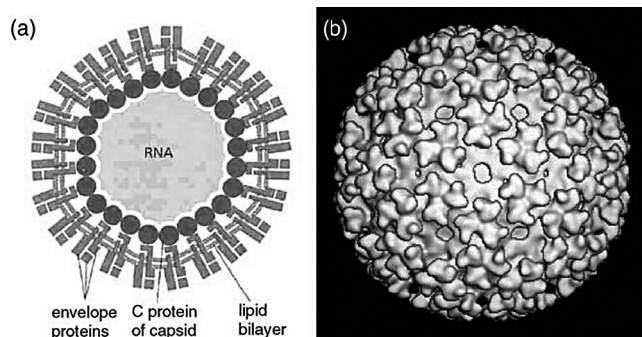 (a)
(b)
RNA
envelope
proteins
C protein
of capsid
lipid
bilayer